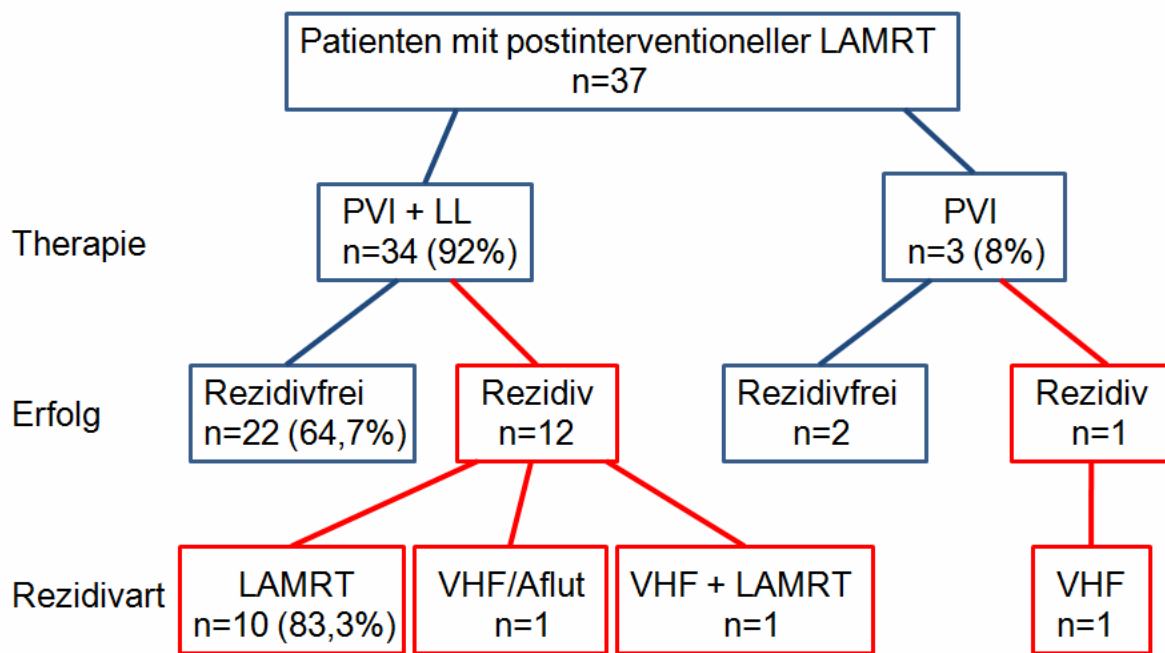 Patienten mit postinterventioneller LAMRT
n=37
Therapie
PVI + LL
n=34 (92%)
PVI
n=3 (8%)
Erfolg
Rezidivfrei
n=22 (64,7%)
Rezidiv
n=12
Rezidivfrei
n=2
Rezidiv
n=1
Rezidivart
LAMRT
n=10 (83,3%)
VHF/Aflut
n=1
VHF + LAMRT
n=1
VHF
n=1